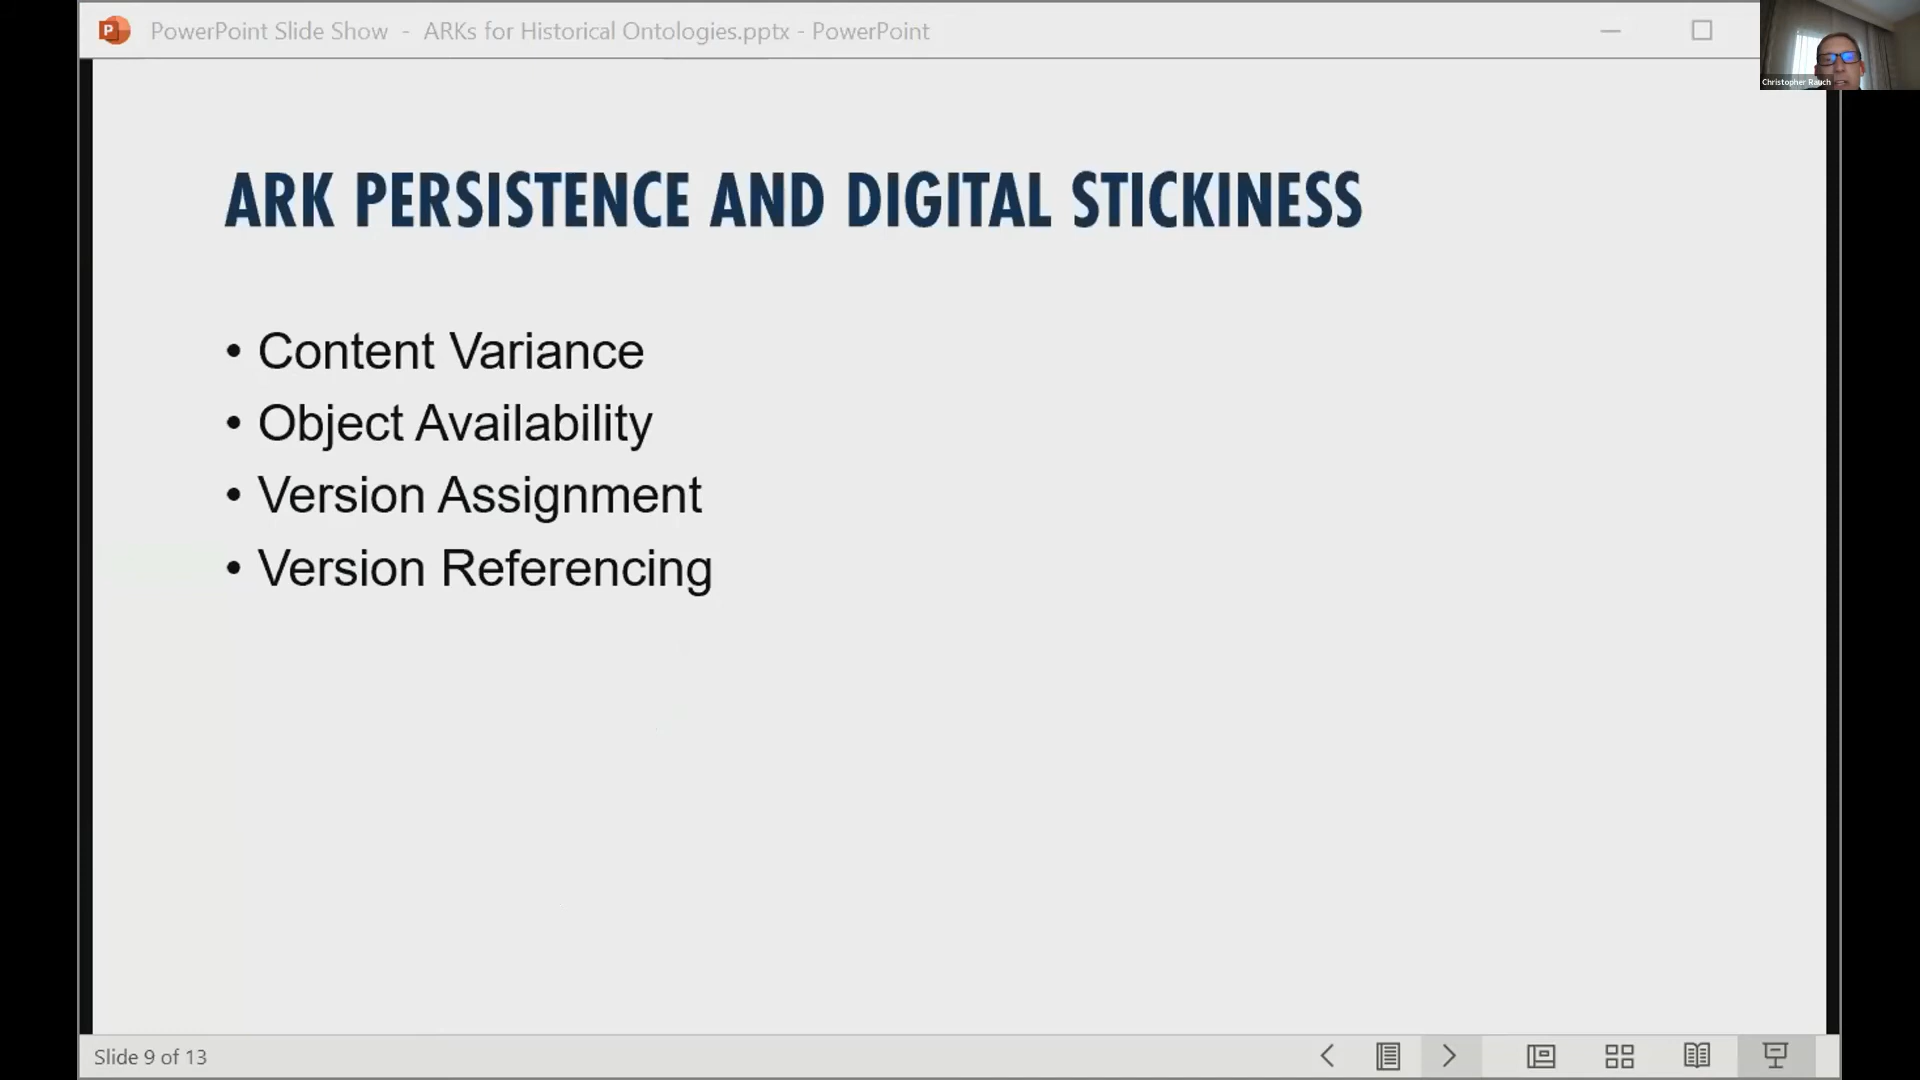 PowerPoint Slide Show - ARKs for Historical Ontologies.pptx - PowerPoint
Christopher Rauch
ARK PERSISTENCE AND DIGITAL STICKINESS
• Content Variance
• Object Availability
• Version Assignment
• Version Referencing
Slide 9 of 13